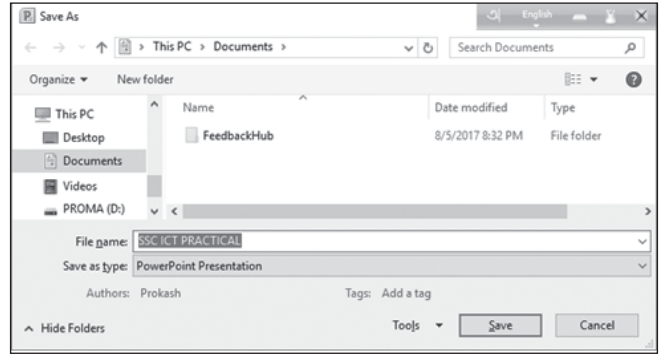 Save As
অ English
This PC > Documents >
Search Documents
Organize
New folder
This PC
Desktop
Documents
Videos
PROMA (D:)
Name
Date modified
Type
FeedbackHub
8/5/2017 8:32 PM
File folder
File name: SSC ICT PRACTICAL
Save as type: PowerPoint Presentation
Authors: Prokash
Tags: Add a tag
Hide Folders
Tools
Save
Cancel